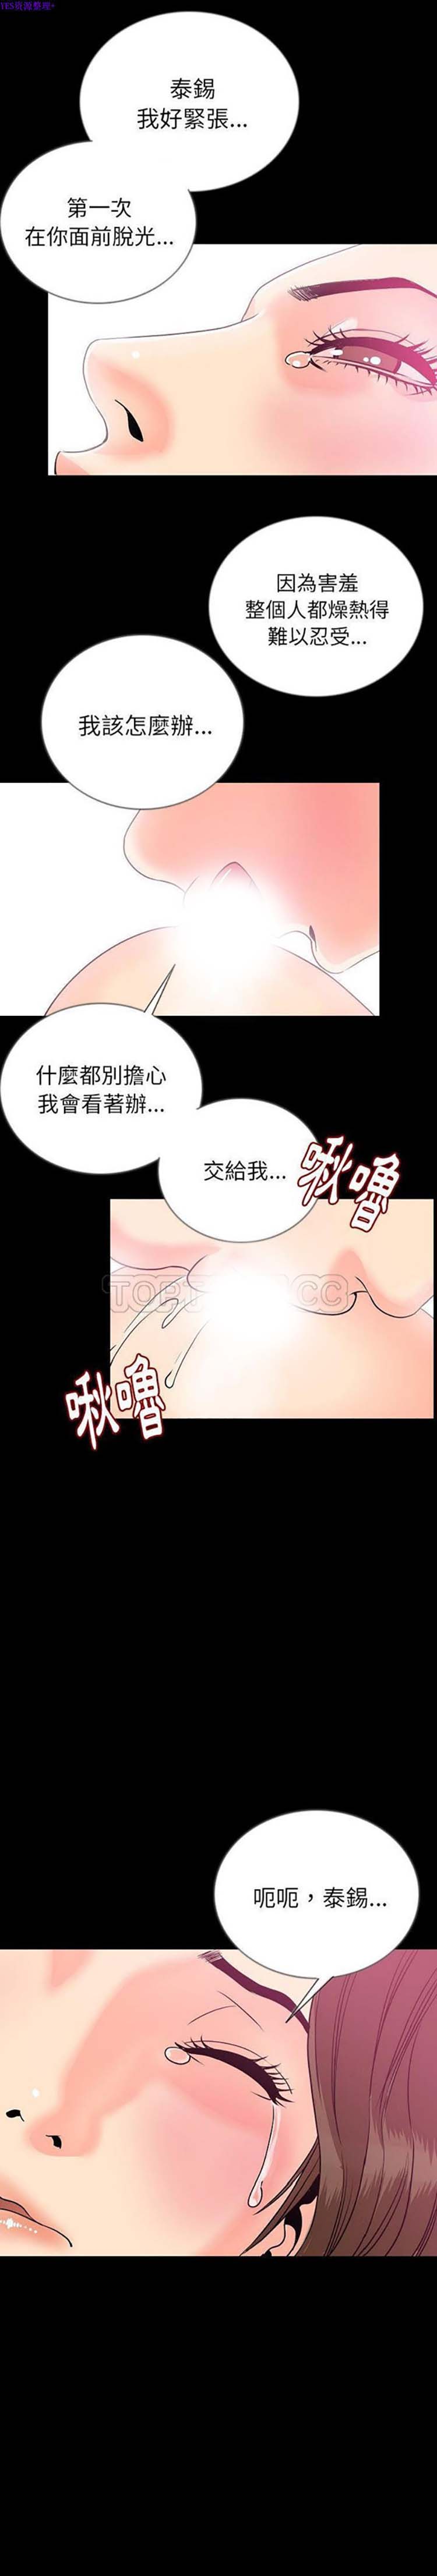 YES資源整理+
泰錫
我好緊張...
第一次
在你面前脫光...
因為害羞
整個人都燥熱得
難以忍受...
我該怎麼辦...
什麼都別擔心
我會看著辦...
交給我...
啾嚕
啾嚕
呃呃，泰錫...